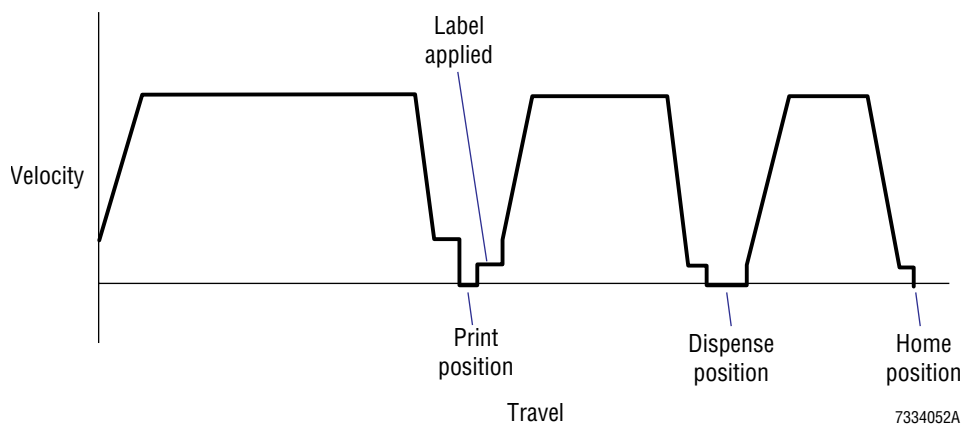 Label
applied
Velocity
Print
position
Dispense
position
Home
position
Travel
7334052A